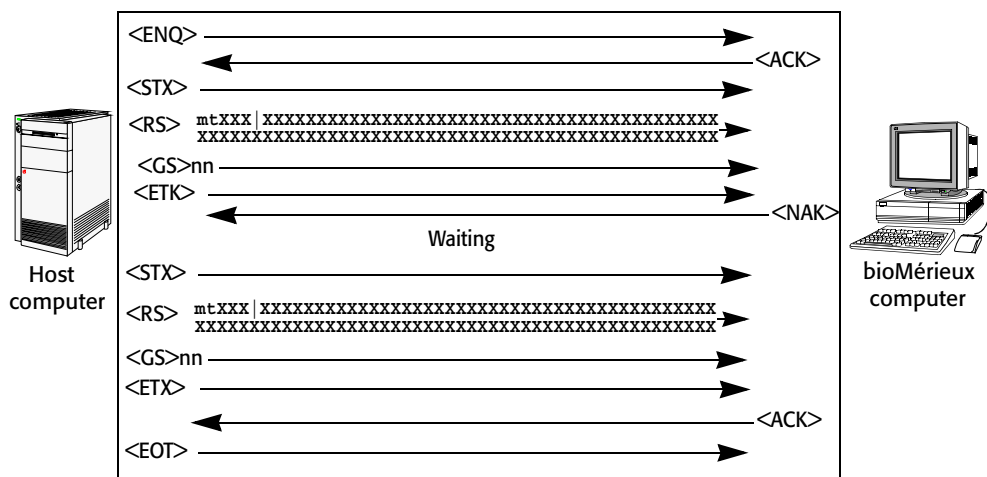 <ENQ>
<ACK>
<STX>
<RS> mtXXX|XXXXXXXXXXXXXXXXXXXXXXXXXXXXXXXXXXXXXXXXXX
XXXXXXXXXXXXXXXXXXXXXXXXXXXXXXXXXXXXXXXXXXXXXXXX
<GS>nn
<ETK>
<NAK>
Waiting
Host
computer
bioMérieux
computer
<STX>
<RS> mtXXX|XXXXXXXXXXXXXXXXXXXXXXXXXXXXXXXXXXXXXXXXXX
XXXXXXXXXXXXXXXXXXXXXXXXXXXXXXXXXXXXXXXXXXXXXXXX
<GS>nn
<ETX>
<ACK>
<EOT>